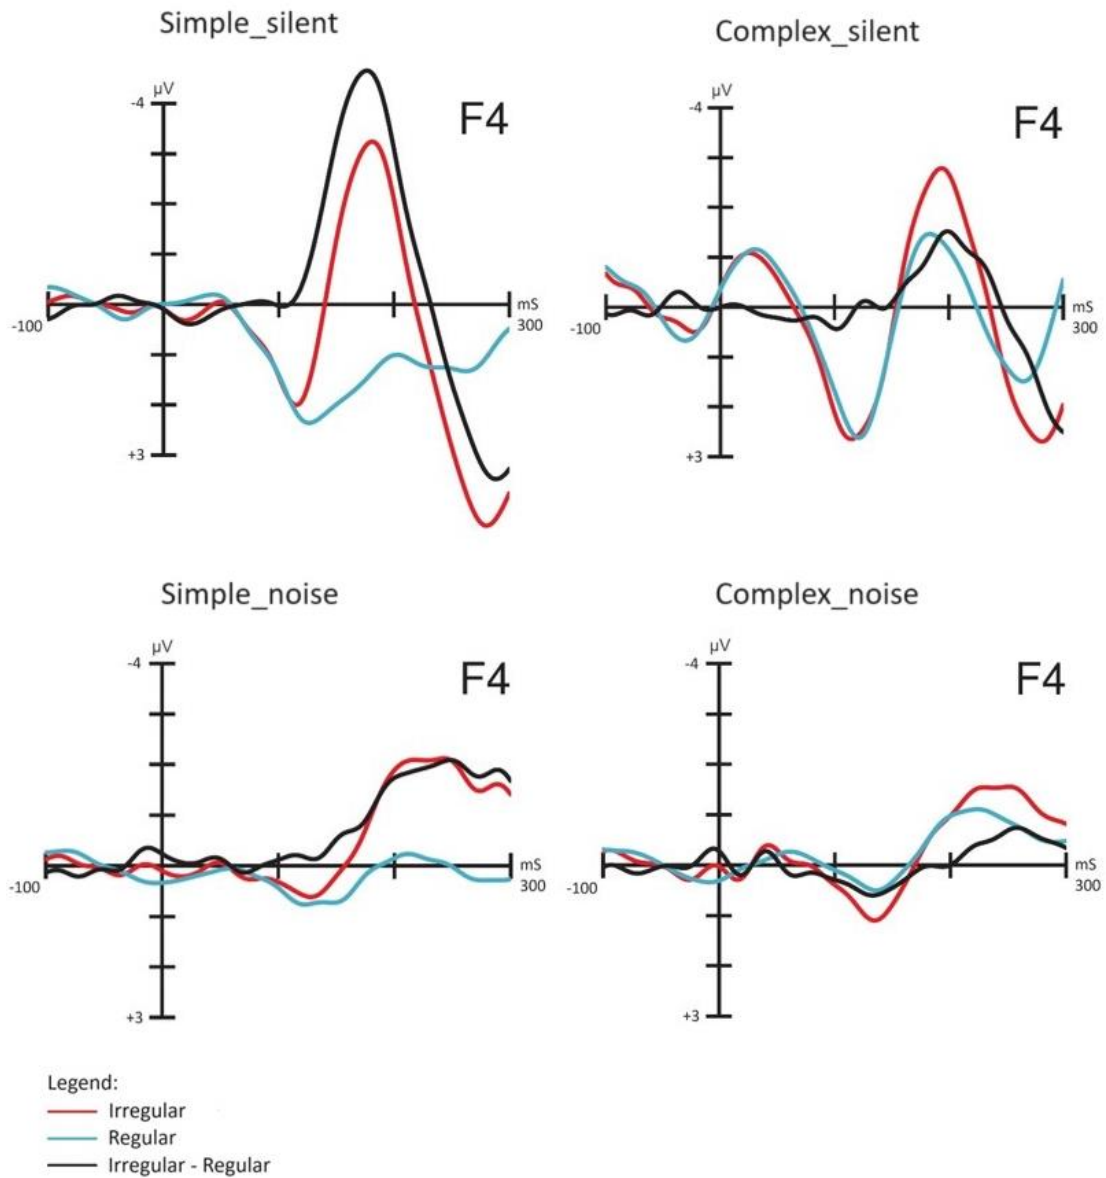 Simple_silent
µV
-4
F4
mS
-100
300
+3
Complex_silent
µV
-4
F4
mS
-100
300
+3
Simple_noise
µV
-4
F4
mS
-100
300
+3
Complex_noise
µV
-4
F4
mS
-100
300
+3
Legend:
Irregular
Regular
Irregular - Regular